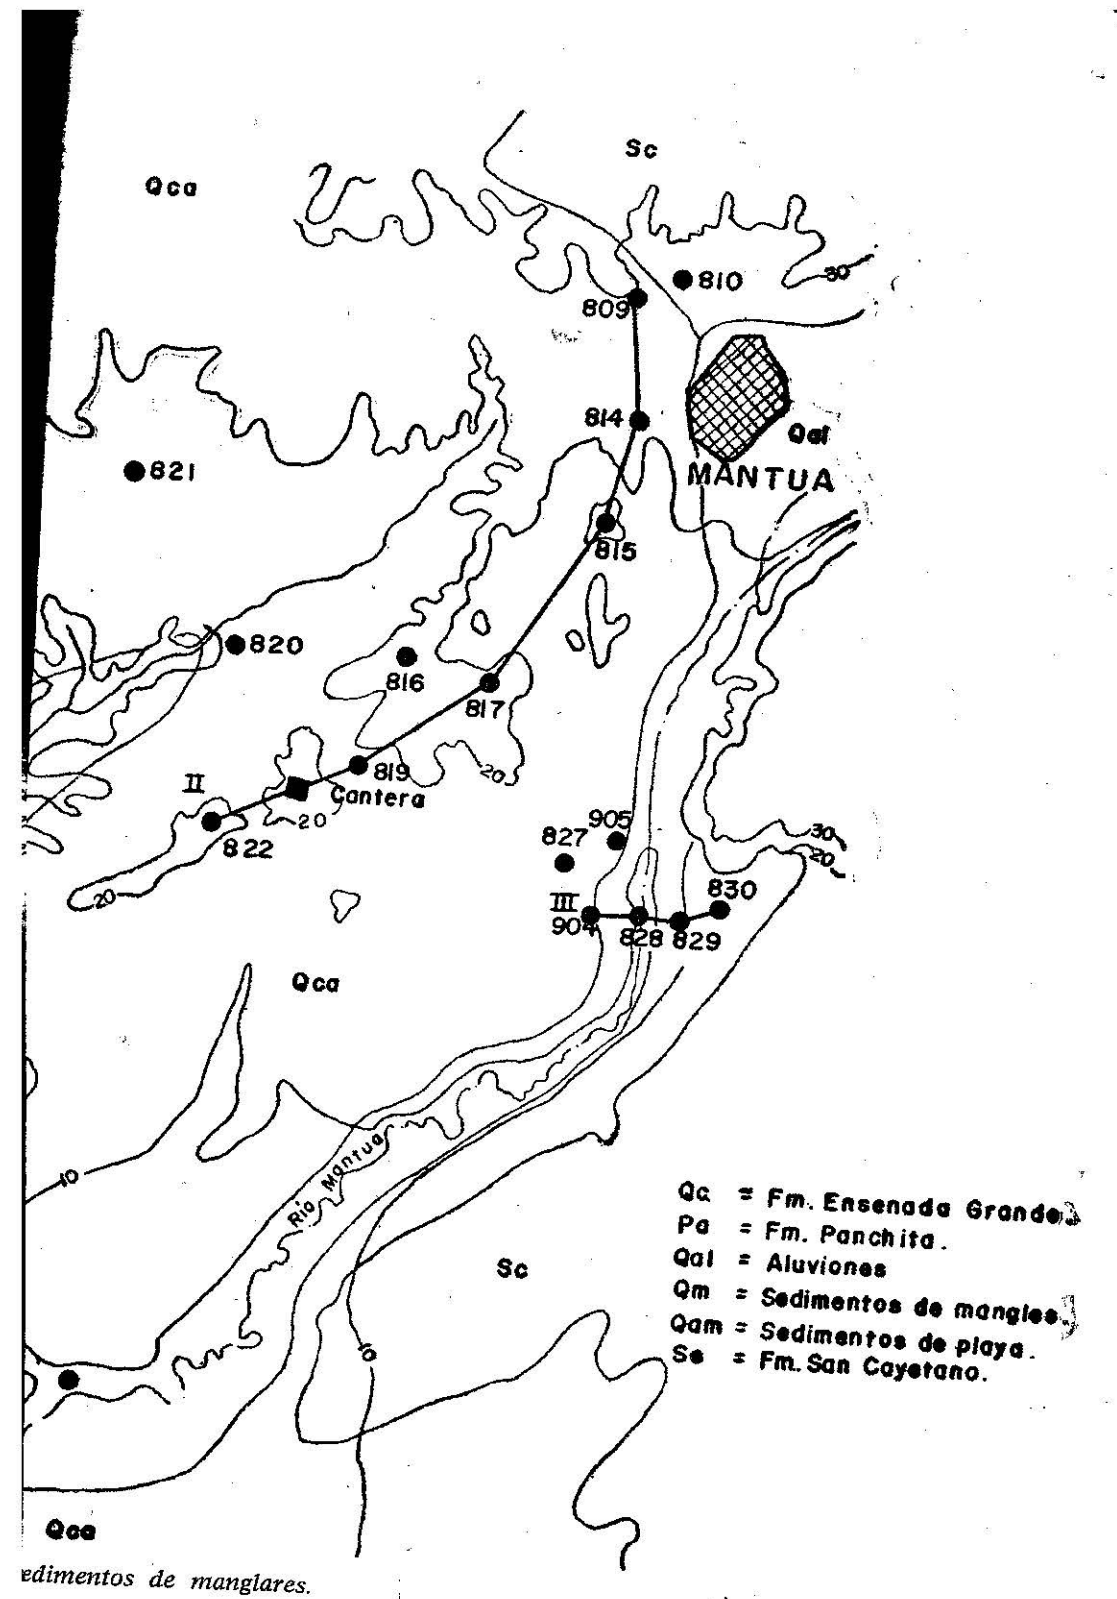 Sc
Qca
30
810
809
814
Qal
MANTUA
821
815
820
816
817
819
20
II
Cantera
20
822
905
827
30
20
20
830
III
904
828
829
Qca
10
Río Mantua
Qc = Fm. Ensenada Grande.
Pa = Fm. Panchita.
Qal = Aluviones
Qm = Sedimentos de mangles.
Qam = Sedimentos de playa.
Sc = Fm. San Cayetano.
Sc
10
Qca
edimentos de manglares.